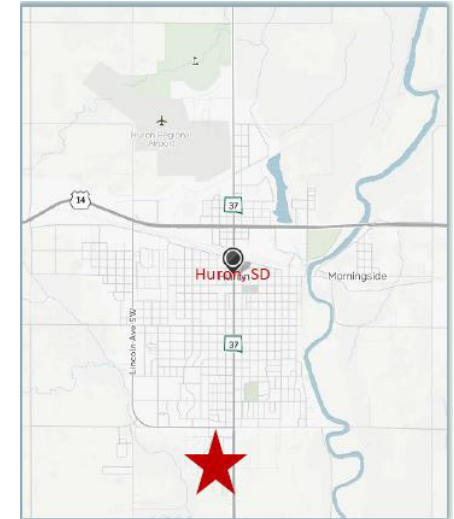 Huron Regional
Airport
14
37
Huron, SD
Morningside
Lincoln Ave SW
37